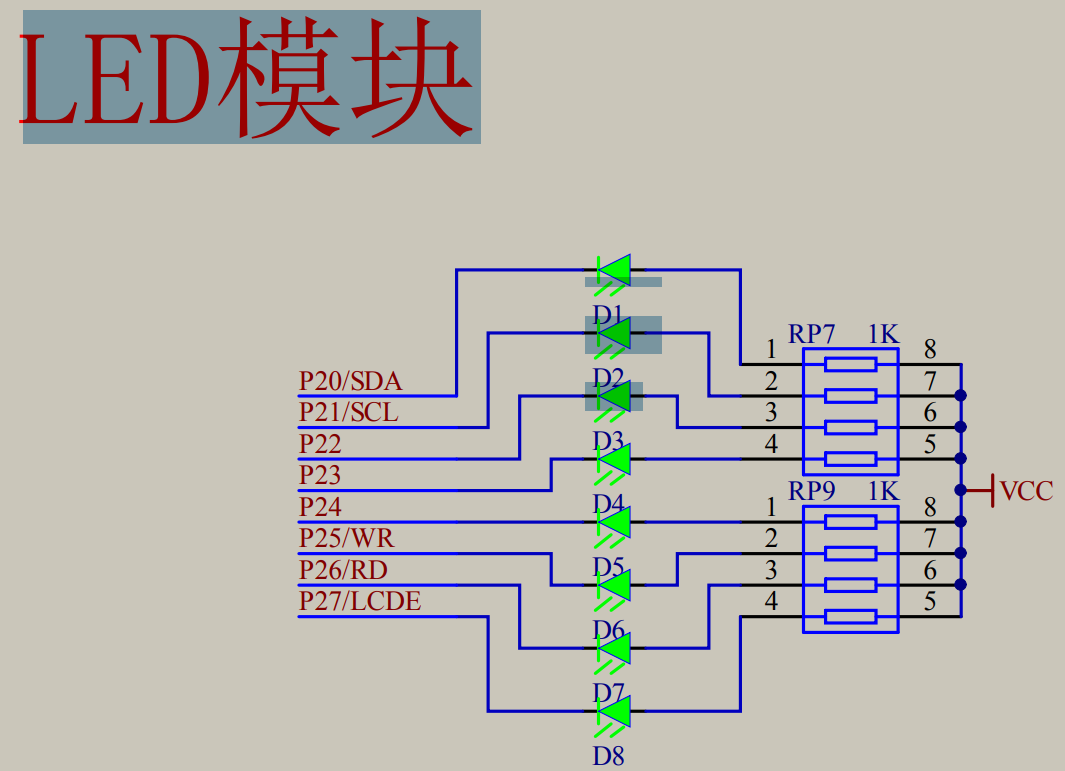 LED模块
D1
RP7 1K
1 8
P20/SDA D2 2 7
P21/SCL 3 6
P22 D3 4 5
P23 RP9 1K VCC
P24 D4 1 8
P25/WR 2 7
P26/RD D5 3 6
P27/LCDE 4 5
D6
D7
D8